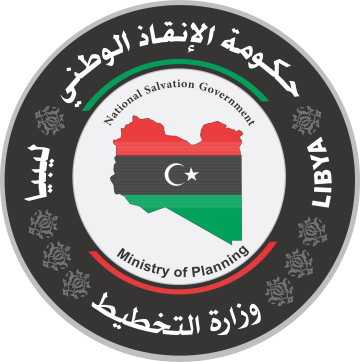 حكومة الإنقاذ الوطني
National Salvation Government
ليبيا
LIBYA
Ministry of Planning
وزارة التخطيط